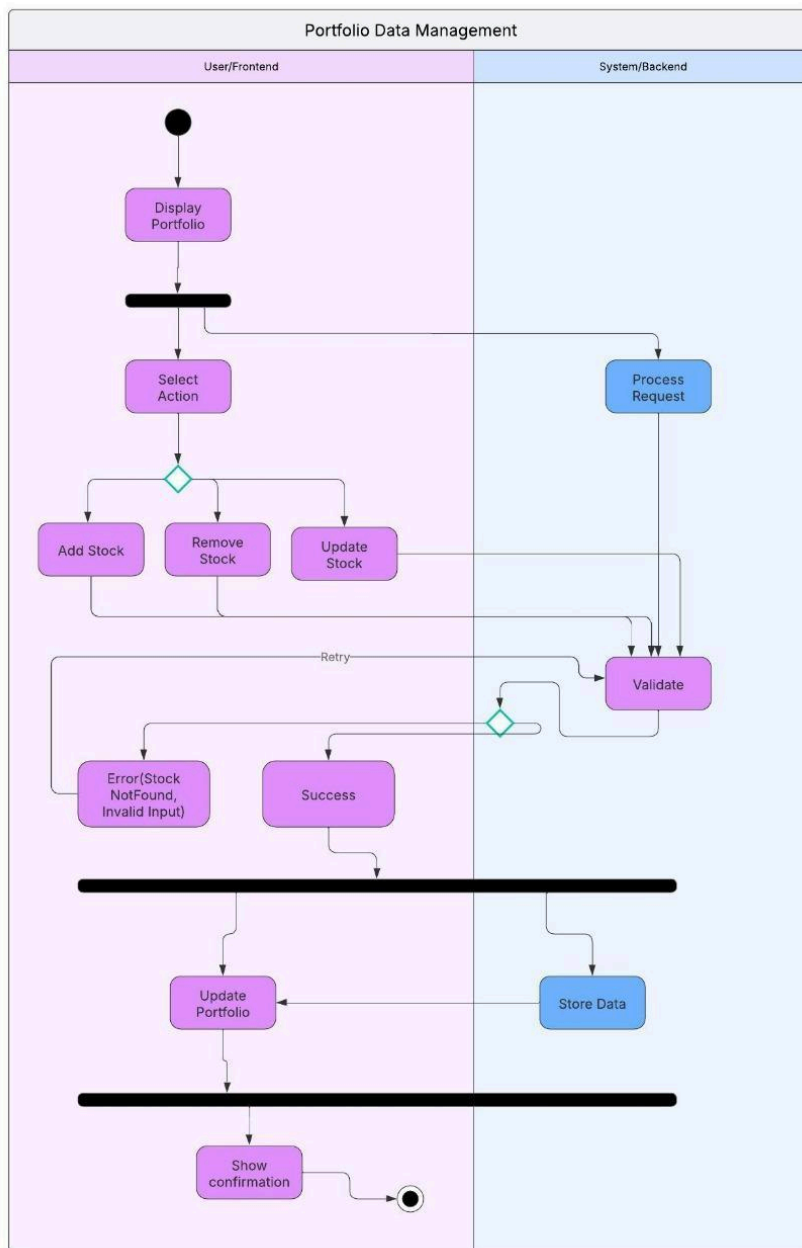 Portfolio Data Management
User/Frontend
System/Backend
Display
Portfolio
Select
Action
Process
Request
Add Stock
Remove
Stock
Update
Stock
Retry
Validate
Error(Stock
NotFound,
Invalid Input)
Success
Update
Portfolio
Store Data
Show
confirmation